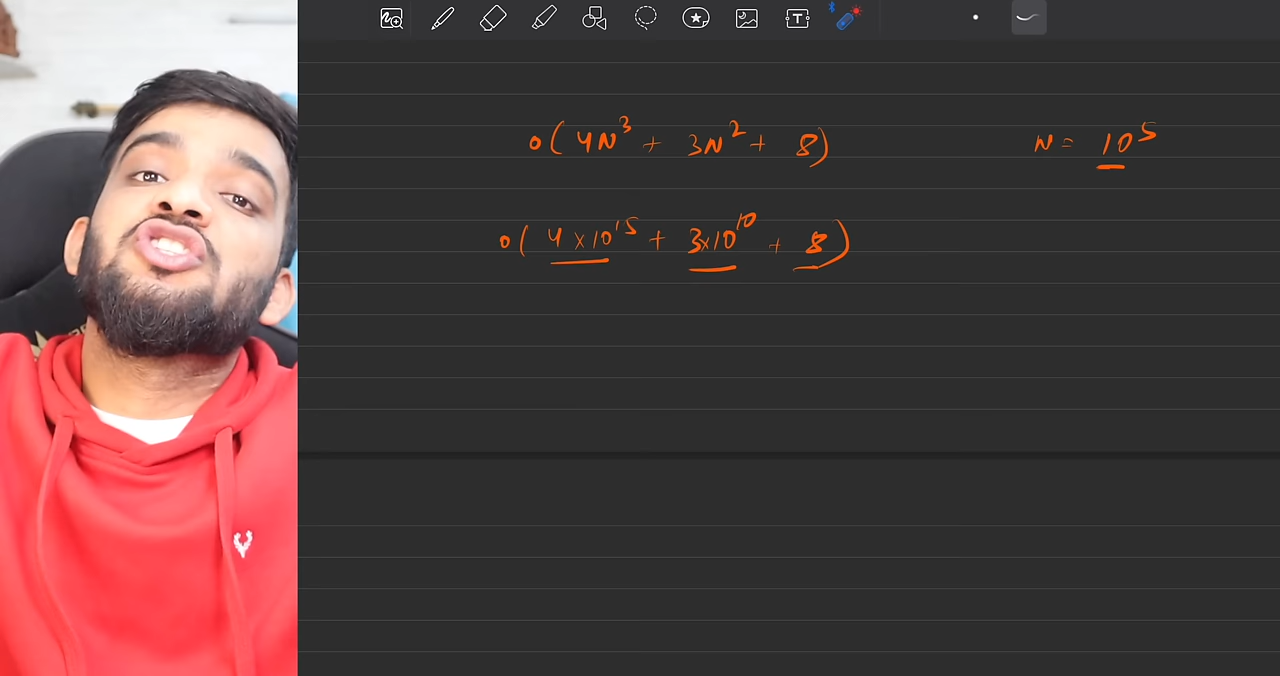 O(4N³ + 3N² + 8) N = 10⁵
O(4×10¹⁵ + 3×10¹⁰ + 8)